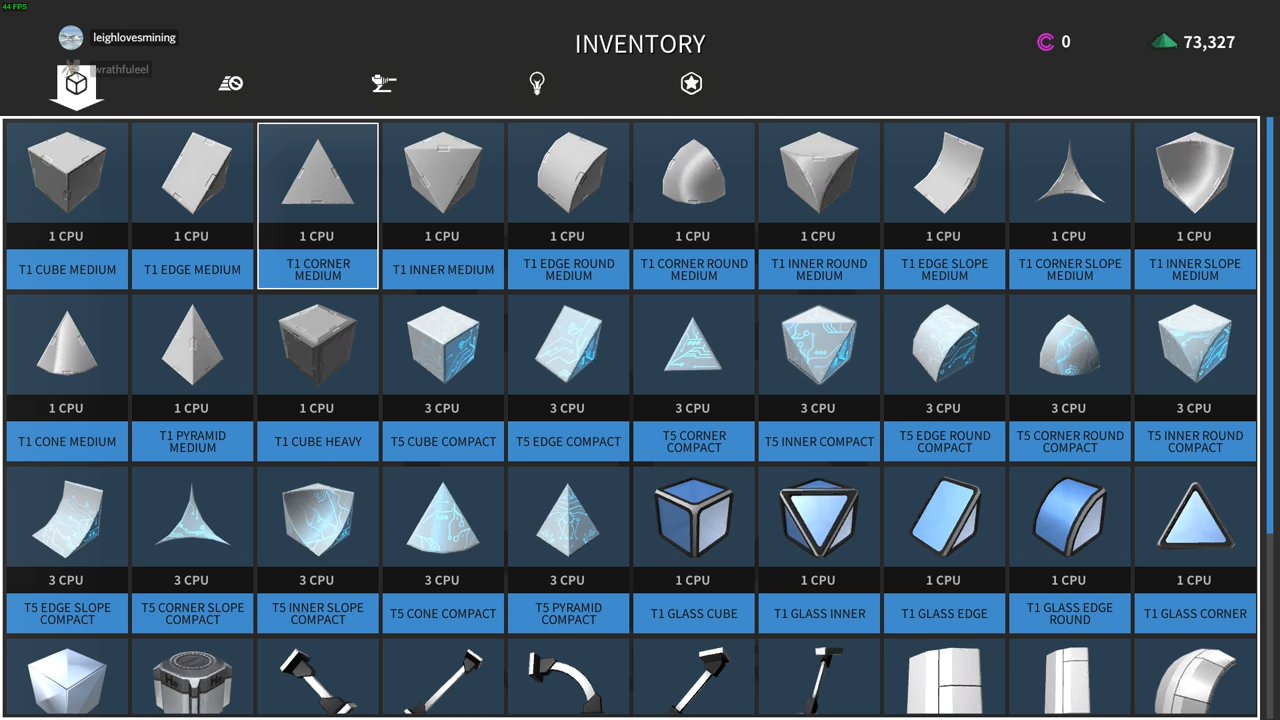 44 FPS
leighlovesmining
INVENTORY
0
73,327
wrathfuleel
1 CPU
1 CPU
1 CPU
1 CPU
1 CPU
1 CPU
1 CPU
1 CPU
1 CPU
1 CPU
T1 CUBE MEDIUM
T1 EDGE MEDIUM
T1 CORNER
MEDIUM
T1 INNER MEDIUM
T1 EDGE ROUND
MEDIUM
T1 CORNER ROUND
MEDIUM
T1 INNER ROUND
MEDIUM
T1 EDGE SLOPE
MEDIUM
T1 CORNER SLOPE
MEDIUM
T1 INNER SLOPE
MEDIUM
1 CPU
1 CPU
1 CPU
3 CPU
3 CPU
3 CPU
3 CPU
3 CPU
3 CPU
3 CPU
T1 CONE MEDIUM
T1 PYRAMID
MEDIUM
T1 CUBE HEAVY
T5 CUBE COMPACT
T5 EDGE COMPACT
T5 CORNER
COMPACT
T5 INNER COMPACT
T5 EDGE ROUND
COMPACT
T5 CORNER ROUND
COMPACT
T5 INNER ROUND
COMPACT
3 CPU
3 CPU
3 CPU
3 CPU
3 CPU
1 CPU
1 CPU
1 CPU
1 CPU
1 CPU
T5 EDGE SLOPE
COMPACT
T5 CORNER SLOPE
COMPACT
T5 INNER SLOPE
COMPACT
T5 CONE COMPACT
T5 PYRAMID
COMPACT
T1 GLASS CUBE
T1 GLASS INNER
T1 GLASS EDGE
T1 GLASS EDGE
ROUND
T1 GLASS CORNER